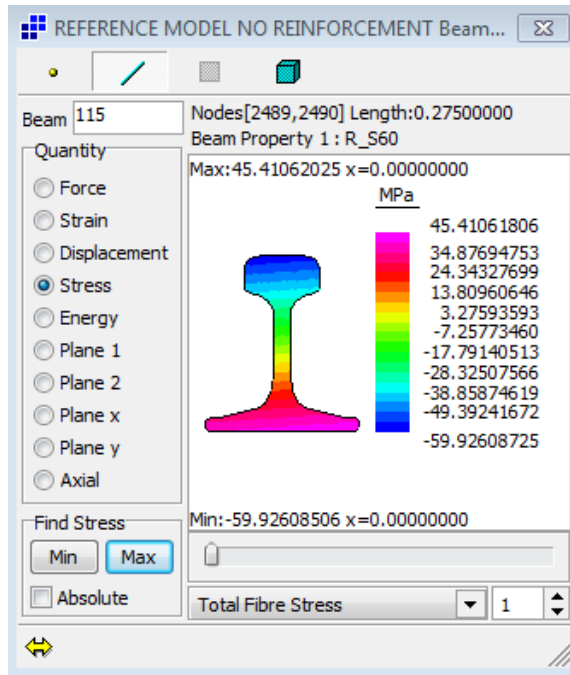 REFERENCE MODEL NO REINFORCEMENT Beam...
Beam 115
Nodes[2489,2490] Length:0.27500000
Beam Property 1 : R_S60
Quantity
Force
Strain
Displacement
Stress
Energy
Plane 1
Plane 2
Plane x
Plane y
Axial
Max:45.41062025 x=0.00000000
MPa
45.41061806
34.87694753
24.34327699
13.80960646
3.27593593
-7.25773460
-17.79140513
-28.32507566
-38.85874619
-49.39241672
-59.92608725
Min:-59.92608506 x=0.00000000
Find Stress
Min Max
Absolute
Total Fibre Stress 1